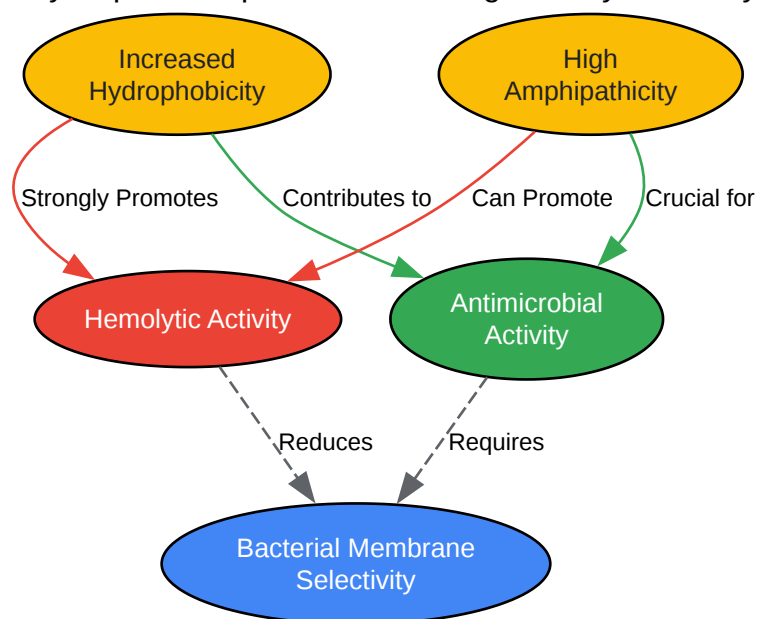 Increased
Hydrophobicity
High
Amphipathicity
Strongly Promotes
Contributes to
Can Promote
Crucial for
Hemolytic Activity
Antimicrobial
Activity
Reduces
Requires
Bacterial Membrane
Selectivity